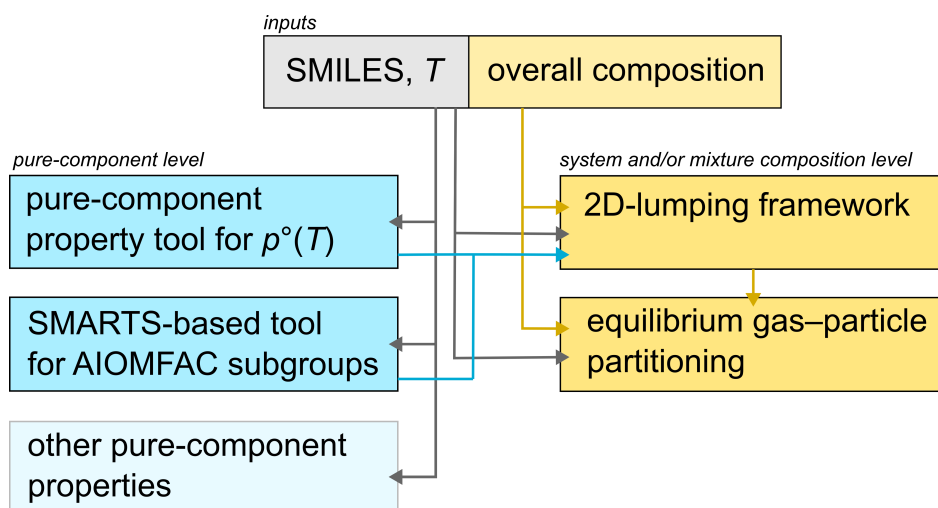 inputs
SMILES, T
overall composition
pure-component level
system and/or mixture composition level
pure-component
property tool for p°(T)
2D-lumping framework
SMARTS-based tool
for AIOMFAC subgroups
equilibrium gas–particle
partitioning
other pure-component
properties